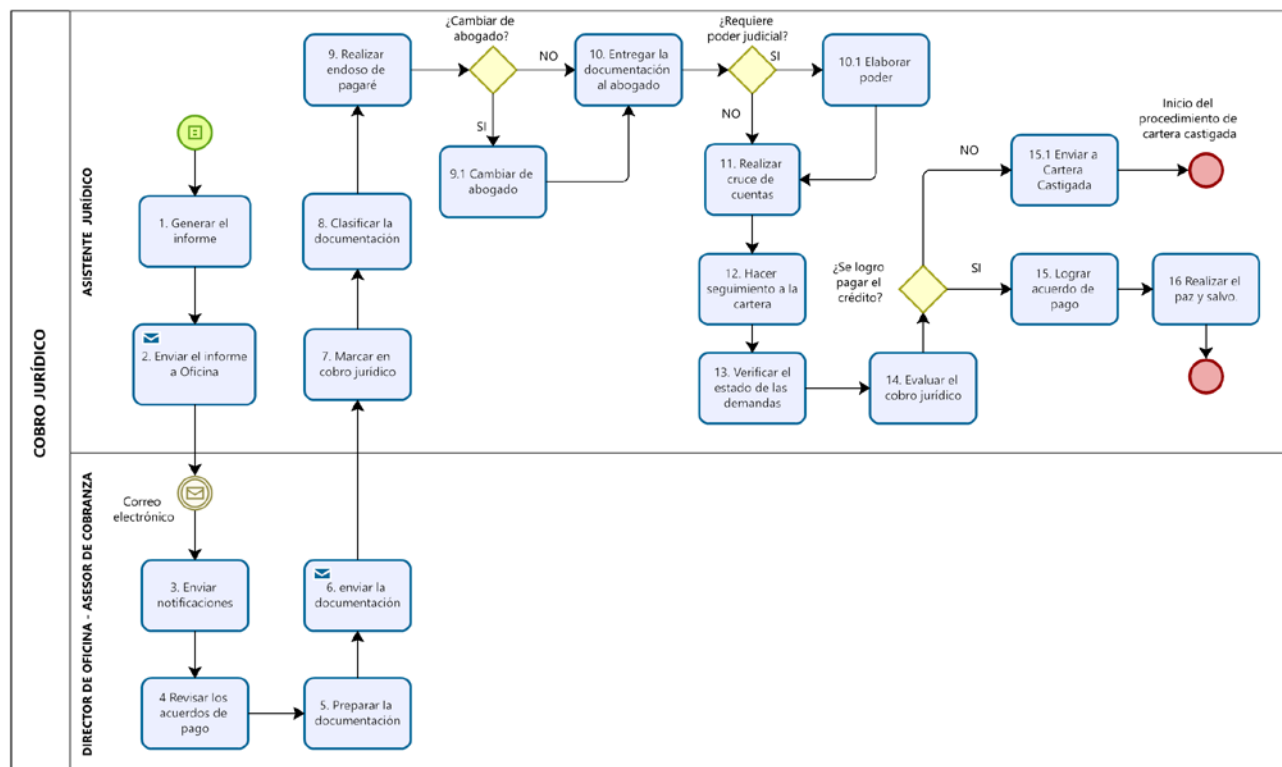 COBRO JURÍDICO
ASISTENTE JURÍDICO
DIRECTOR DE OFICINA - ASESOR DE COBRANZA
1. Generar el
informe
2. Enviar el informe
a Oficina
Correo
electrónico
3. Enviar
notificaciones
4 Revisar los
acuerdos de
pago
5. Preparar la
documentación
6. enviar la
documentación
7. Marcar en
cobro jurídico
8. Clasificar la
documentación
9. Realizar
endoso de
pagaré
¿Cambiar de
abogado?
NO
SI
9.1 Cambiar de
abogado
10. Entregar la
documentación
al abogado
¿Requiere
poder judicial?
SI
NO
10.1 Elaborar
poder
11. Realizar
cruce de
cuentas
12. Hacer
seguimiento a la
cartera
13. Verificar el
estado de las
demandas
14. Evaluar el
cobro jurídico
¿Se logro
pagar el
crédito?
NO
SI
15.1 Enviar a
Cartera
Castigada
Inicio del
procedimiento de
cartera castigada
15. Lograr
acuerdo de
pago
16 Realizar el
paz y salvo.